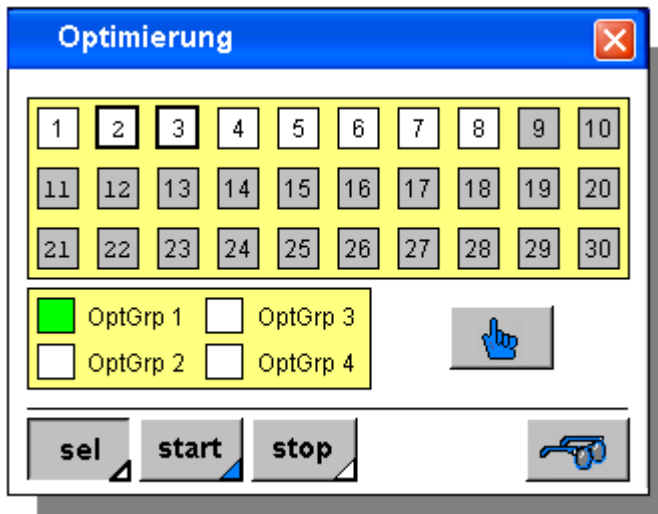 Optimierung
1 2 3 4 5 6 7 8 9 10
11 12 13 14 15 16 17 18 19 20
21 22 23 24 25 26 27 28 29 30
OptGrp 1 OptGrp 3
OptGrp 2 OptGrp 4
sel start stop